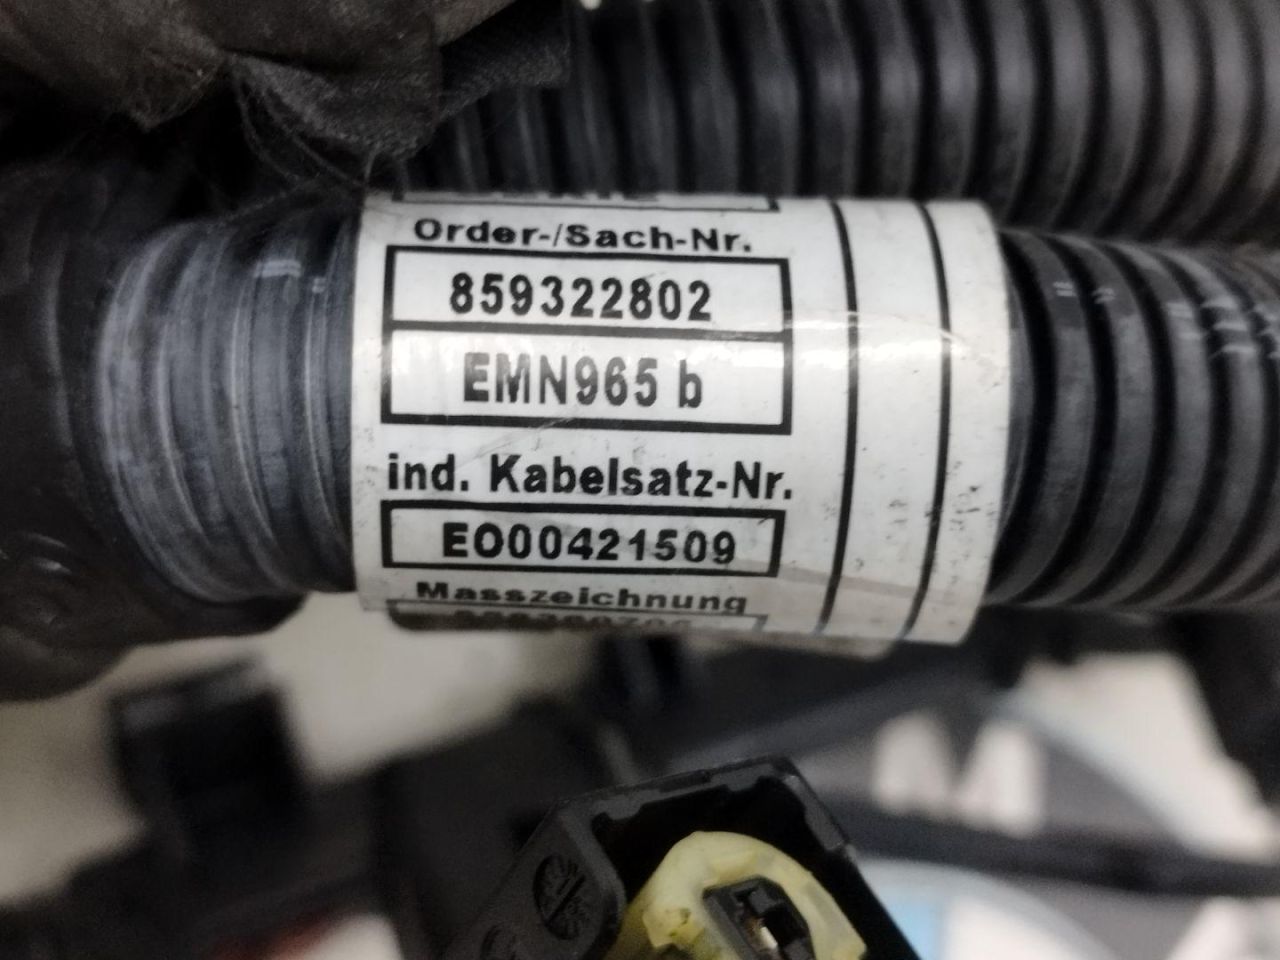 Order-/Sach-Nr.
859322802
EMN965 b
ind. Kabelsatz-Nr.
EO00421509
Masszeichnung